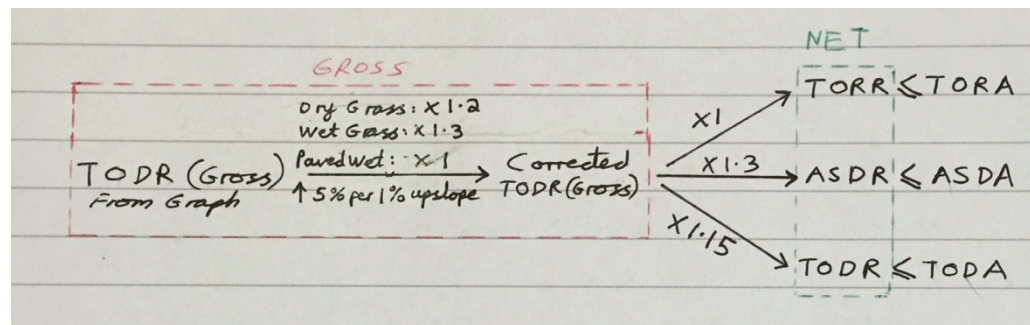 NET
GROSS
TORR ⩽ TORA
Dry Grass: X 1.2
Wet Grass: X 1.3
X1
Paved Wet: X 1
TODR (Gross)
From Graph
↑ 5% per 1% upslope
Corrected
TODR (Gross)
X1.3
ASDR ⩽ ASDA
X1.15
TODR ⩽ TODA